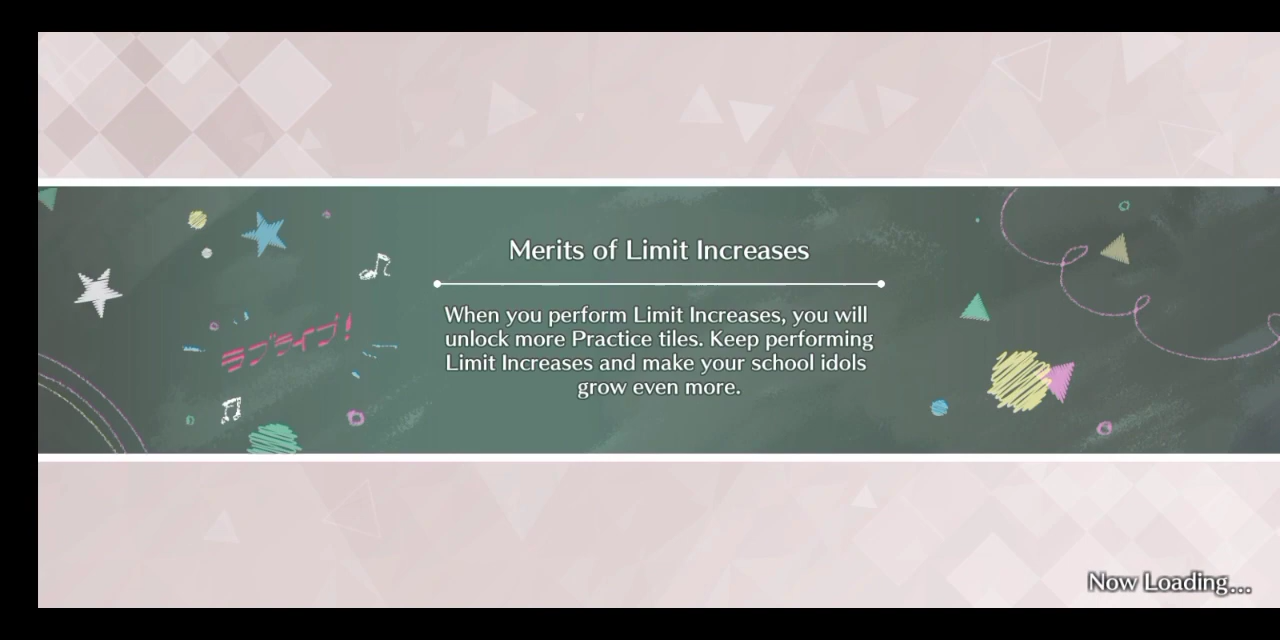 Merits of Limit Increases
ラブライブ!
When you perform Limit Increases, you will
unlock more Practice tiles. Keep performing
Limit Increases and make your school idols
grow even more.
Now Loading...